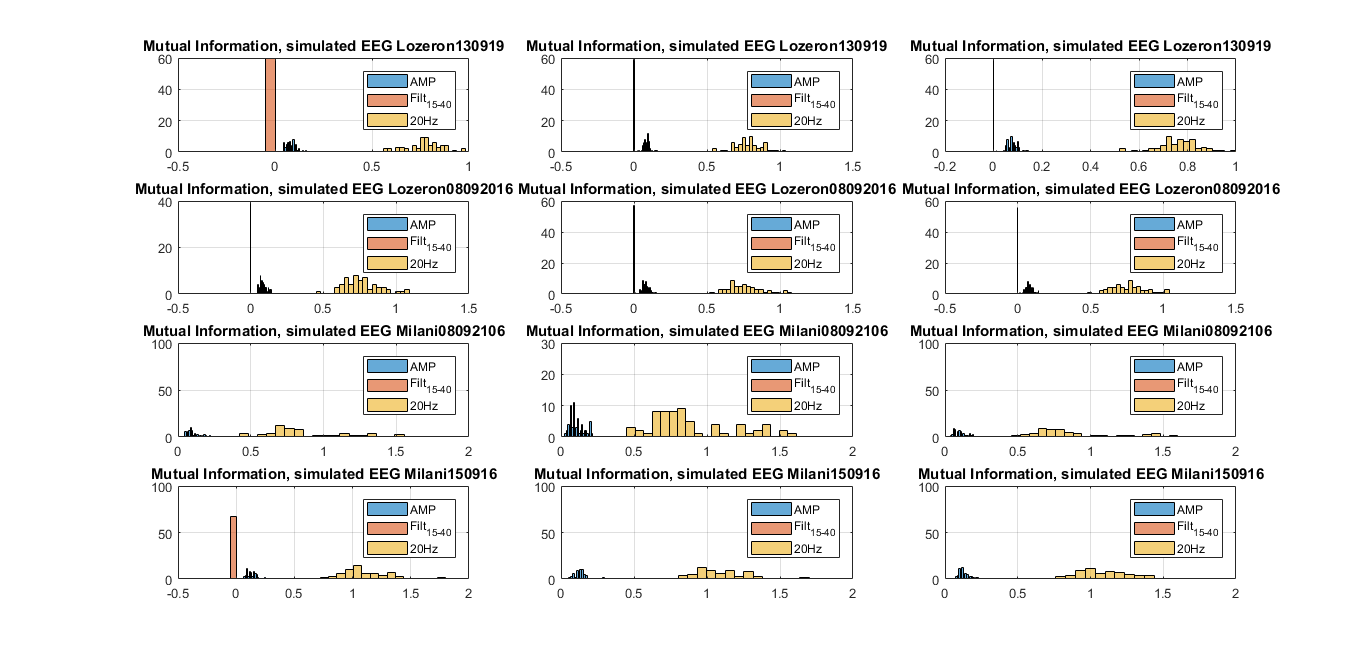 Mutual Information, simulated EEG Lozeron130919
60
40
20
0
-0.5 0 0.5 1
AMP
Filt15-40
20Hz
Mutual Information, simulated EEG Lozeron130919
60
40
20
0
-0.5 0 0.5 1 1.5
AMP
Filt15-40
20Hz
Mutual Information, simulated EEG Lozeron130919
60
40
20
0
-0.2 0 0.2 0.4 0.6 0.8 1
AMP
Filt15-40
20Hz
Mutual Information, simulated EEG Lozeron08092016
40
20
0
-0.5 0 0.5 1 1.5
AMP
Filt15-40
20Hz
Mutual Information, simulated EEG Lozeron08092016
60
40
20
0
-0.5 0 0.5 1 1.5
AMP
Filt15-40
20Hz
Mutual Information, simulated EEG Lozeron08092016
60
40
20
0
-0.5 0 0.5 1 1.5
AMP
Filt15-40
20Hz
Mutual Information, simulated EEG Milani08092106
100
50
0
0 0.5 1 1.5 2
AMP
Filt15-40
20Hz
Mutual Information, simulated EEG Milani08092106
30
20
10
0
0 0.5 1 1.5 2
AMP
Filt15-40
20Hz
Mutual Information, simulated EEG Milani08092106
100
50
0
0 0.5 1 1.5 2
AMP
Filt15-40
20Hz
Mutual Information, simulated EEG Milani150916
100
50
0
-0.5 0 0.5 1 1.5 2
AMP
Filt15-40
20Hz
Mutual Information, simulated EEG Milani150916
100
50
0
0 0.5 1 1.5 2
AMP
Filt15-40
20Hz
Mutual Information, simulated EEG Milani150916
100
50
0
0 0.5 1 1.5 2
AMP
Filt15-40
20Hz